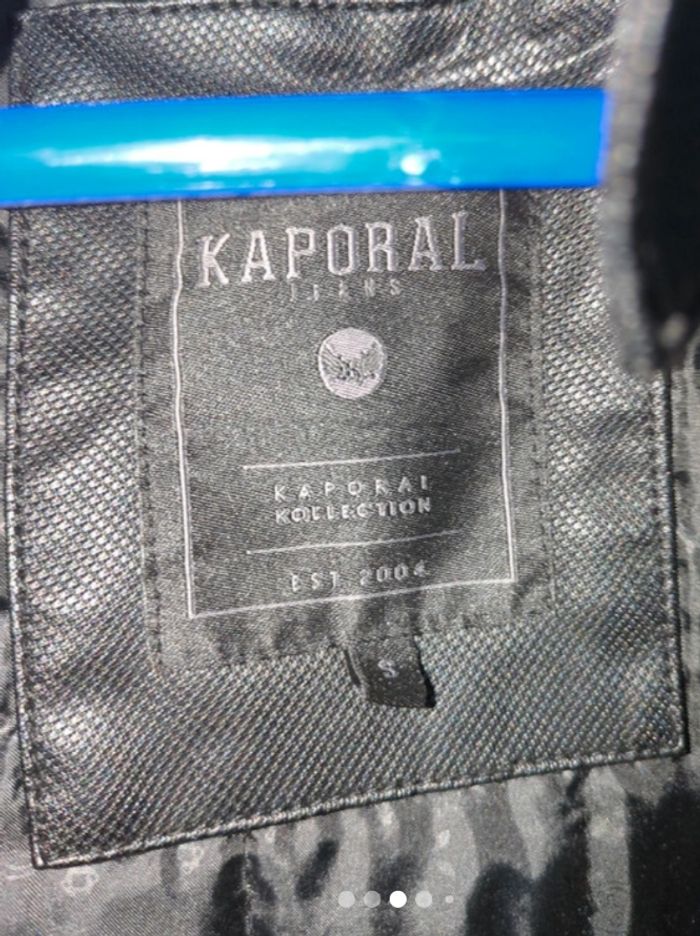 KAPORAL
JEANS
KAPORAL
KOLLECTION
EST 2004
S